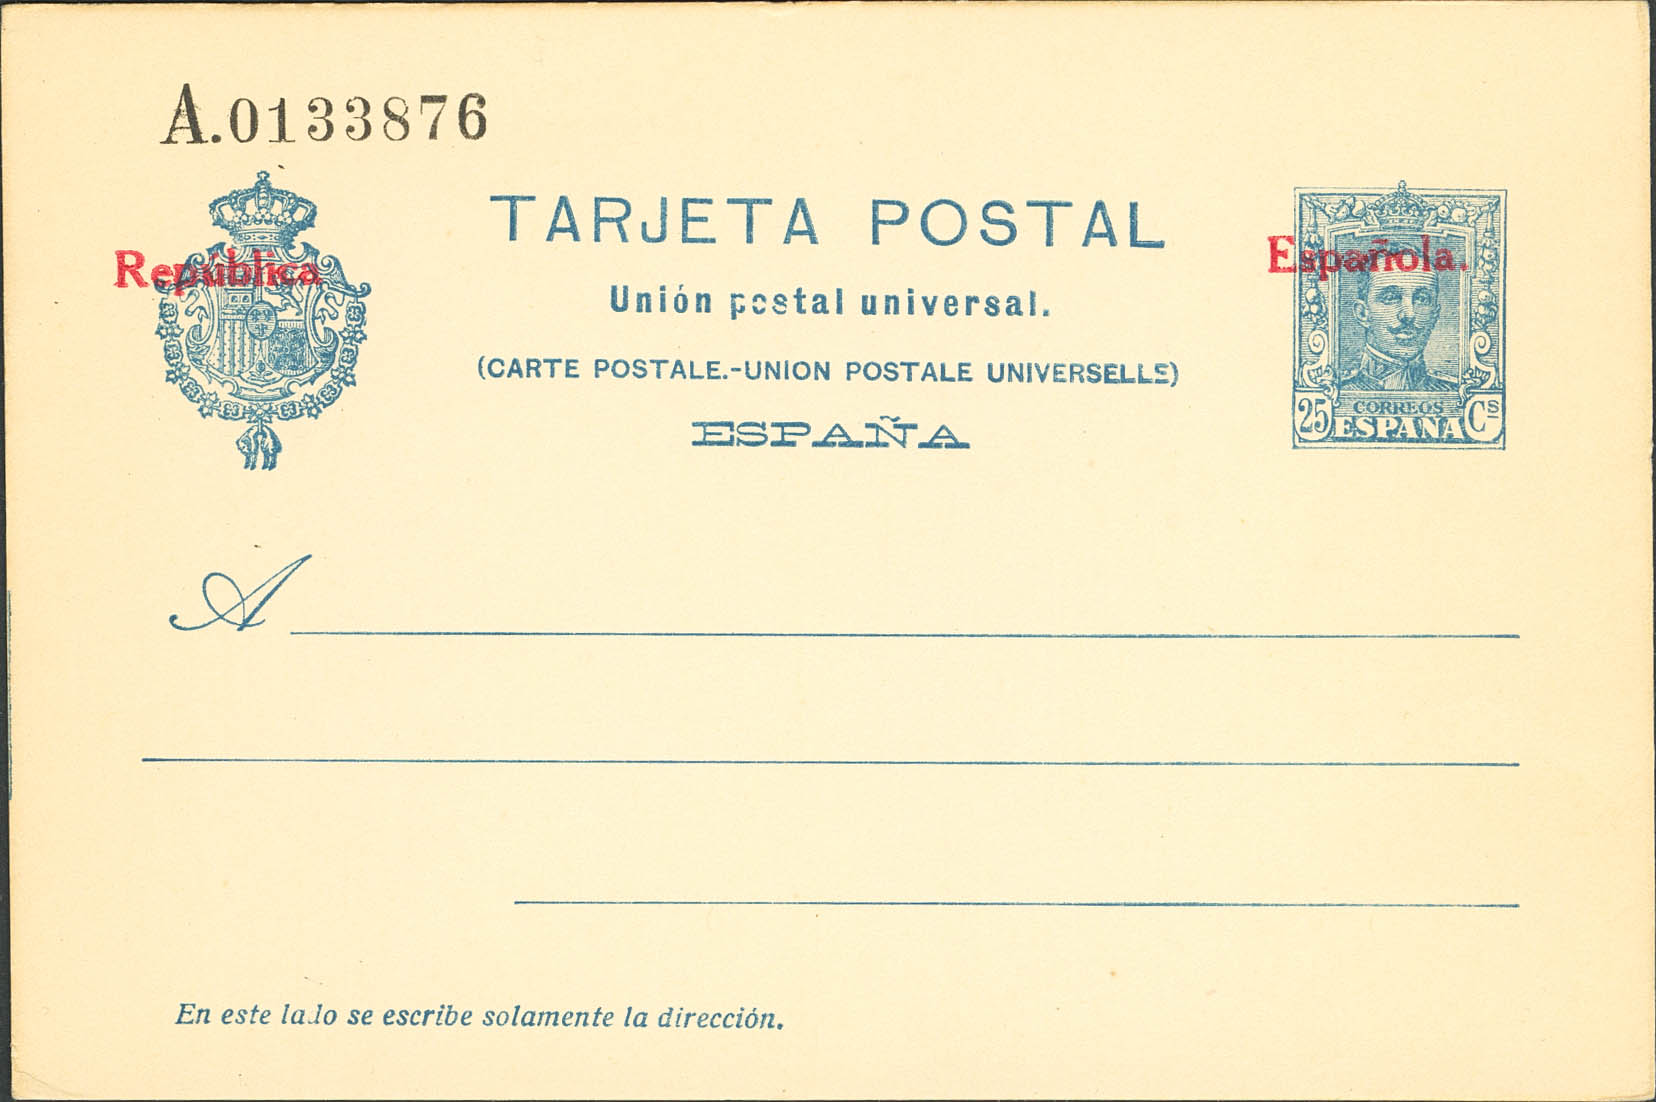 A.0133876
TARJETA POSTAL
República
Española.
Unión postal universal.
(CARTE POSTALE.-UNION POSTALE UNIVERSELLE)
25 CORREOS Cs
ESPAÑA
ESPAÑA
A
En este lado se escribe solamente la dirección.